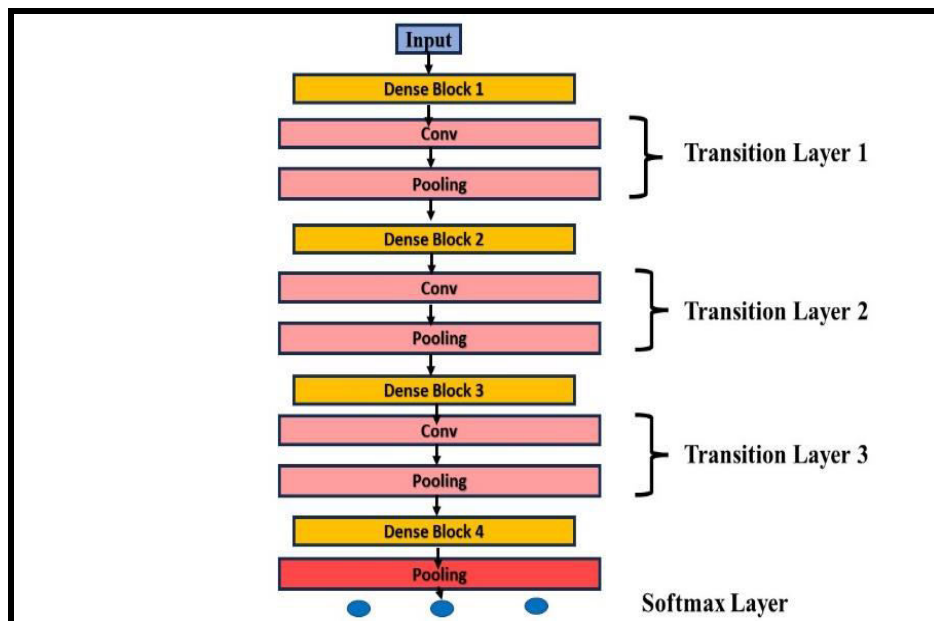 Input
Dense Block 1
Conv
Transition Layer 1
Pooling
Dense Block 2
Conv
Transition Layer 2
Pooling
Dense Block 3
Conv
Transition Layer 3
Pooling
Dense Block 4
Pooling
Softmax Layer